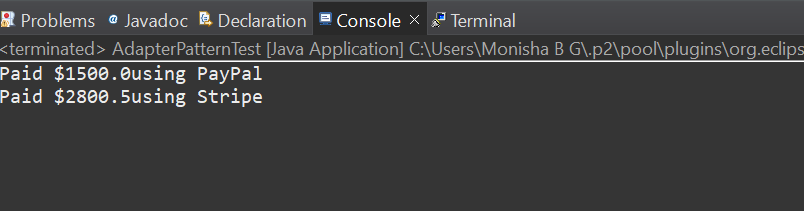 Problems Javadoc Declaration Console Terminal
<terminated> AdapterPatternTest [Java Application] C:\Users\Monisha B G\.p2\pool\plugins\org.eclips
Paid $1500.0using PayPal
Paid $2800.5using Stripe